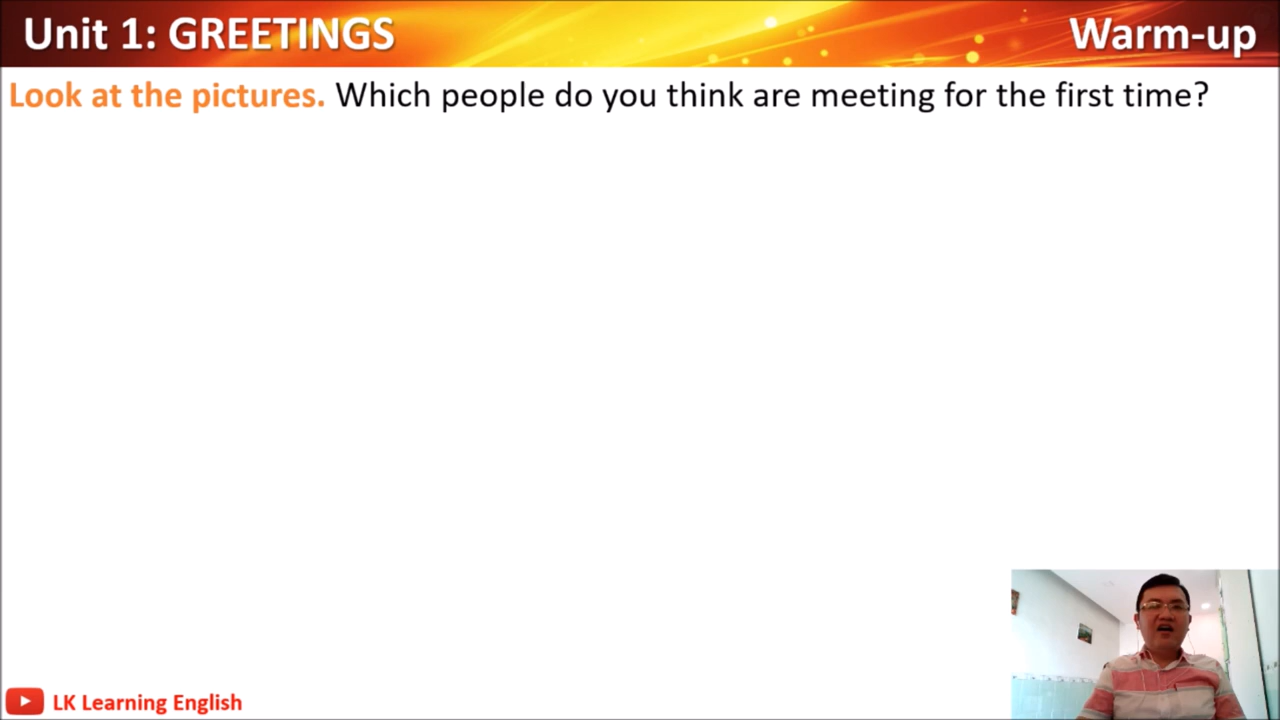 Unit 1: GREETINGS
Warm-up
Look at the pictures. Which people do you think are meeting for the first time?
LK Learning English